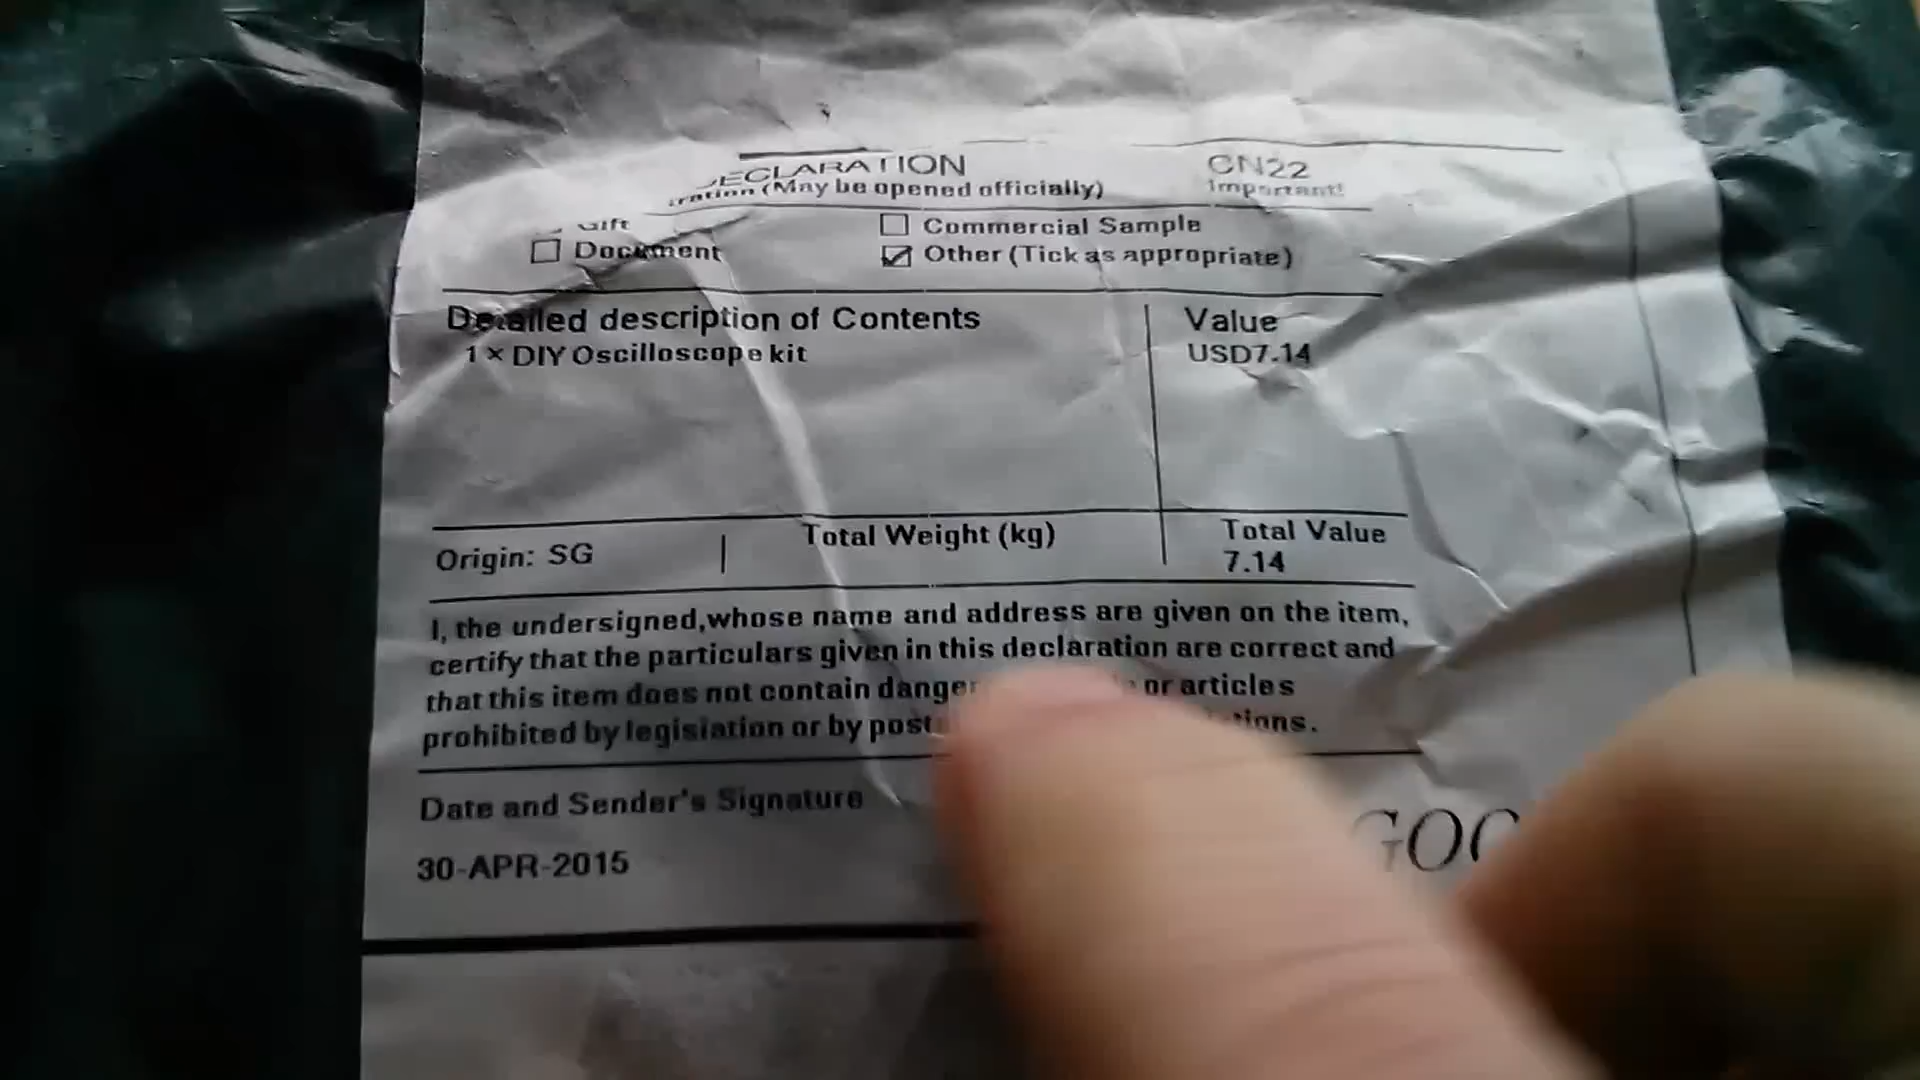 DECLARATION CN22
(May be opened officially) Important!
Gift Commercial Sample
Document Other (Tick as appropriate)
Detailed description of Contents Value
1 × DIY Oscilloscope kit USD7.14
Origin: SG Total Weight (kg) Total Value
7.14
I, the undersigned,whose name and address are given on the item,
certify that the particulars given in this declaration are correct and
that this item does not contain or articles
prohibited by legislation or by
Date and Sender's Signature
30-APR-2015